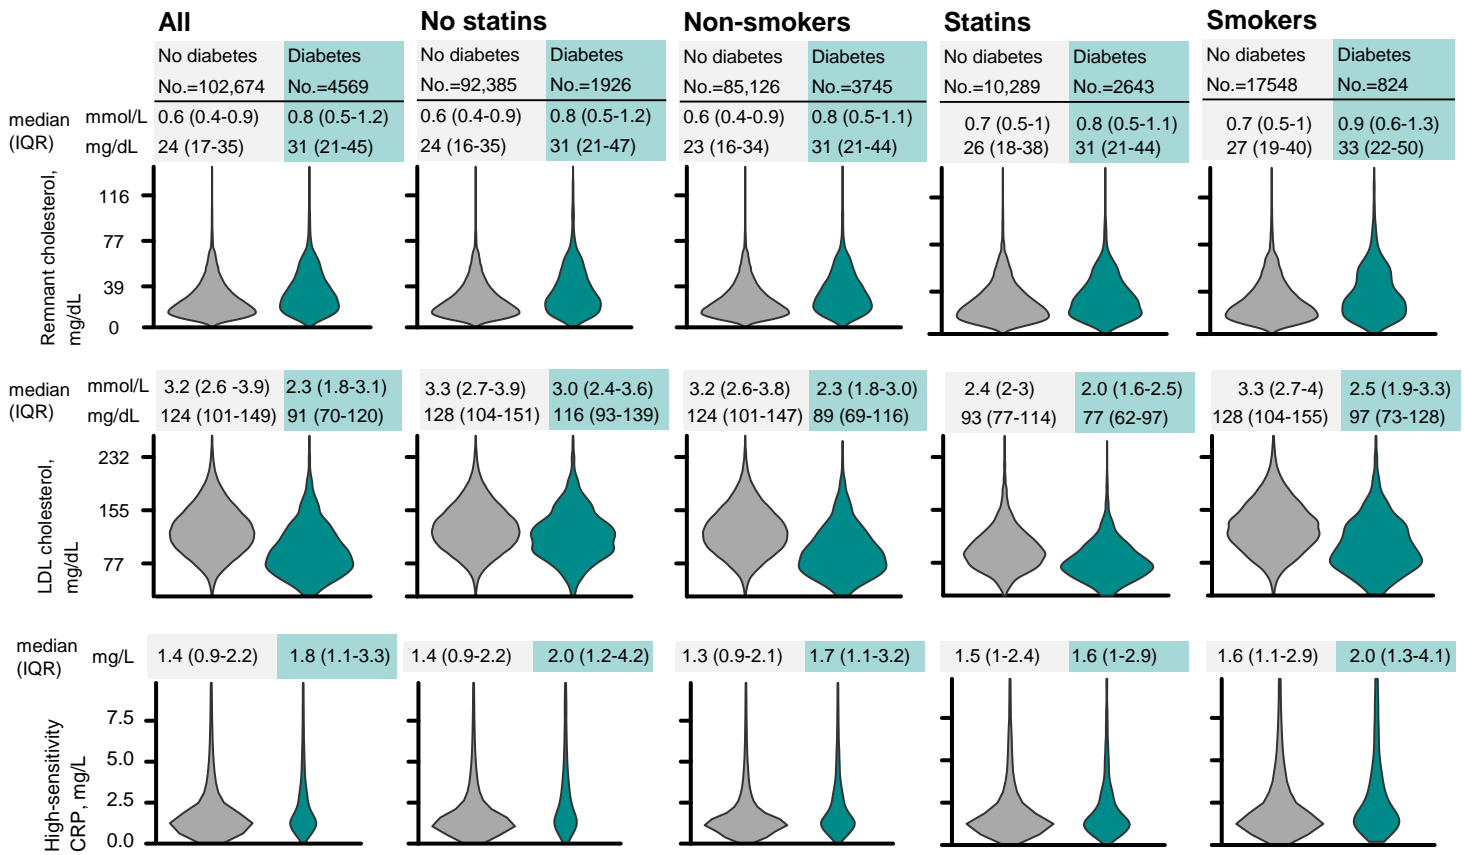 All No statins Non-smokers Statins Smokers
No diabetes Diabetes No diabetes Diabetes No diabetes Diabetes No diabetes Diabetes No diabetes Diabetes
No.=102,674 No.=4569 No.=92,385 No.=1926 No.=85,126 No.=3745 No.=10,289 No.=2643 No.=17548 No.=824
median (IQR)
mmol/L 0.6 (0.4-0.9) 0.8 (0.5-1.2) 0.6 (0.4-0.9) 0.8 (0.5-1.2) 0.6 (0.4-0.9) 0.8 (0.5-1.1) 0.7 (0.5-1) 0.8 (0.5-1.1) 0.7 (0.5-1) 0.9 (0.6-1.3)
mg/dL 24 (17-35) 31 (21-45) 24 (16-35) 31 (21-47) 23 (16-34) 31 (21-44) 26 (18-38) 31 (21-44) 27 (19-40) 33 (22-50)
Remnant cholesterol,
mg/dL
116
77
39
0
median (IQR)
mmol/L 3.2 (2.6 -3.9) 2.3 (1.8-3.1) 3.3 (2.7-3.9) 3.0 (2.4-3.6) 3.2 (2.6-3.8) 2.3 (1.8-3.0) 2.4 (2-3) 2.0 (1.6-2.5) 3.3 (2.7-4) 2.5 (1.9-3.3)
mg/dL 124 (101-149) 91 (70-120) 128 (104-151) 116 (93-139) 124 (101-147) 89 (69-116) 93 (77-114) 77 (62-97) 128 (104-155) 97 (73-128)
LDL cholesterol,
mg/dL
232
155
77
median (IQR)
mg/L 1.4 (0.9-2.2) 1.8 (1.1-3.3) 1.4 (0.9-2.2) 2.0 (1.2-4.2) 1.3 (0.9-2.1) 1.7 (1.1-3.2) 1.5 (1-2.4) 1.6 (1-2.9) 1.6 (1.1-2.9) 2.0 (1.3-4.1)
High-sensitivity
CRP, mg/L
7.5
5.0
2.5
0.0